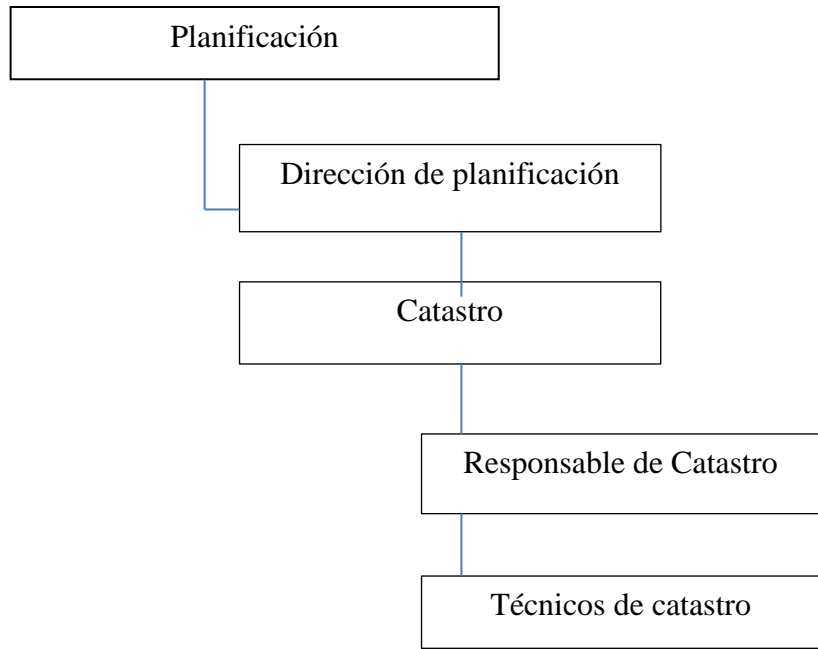 Planificación
Dirección de planificación
Catastro
Responsable de Catastro
Técnicos de catastro